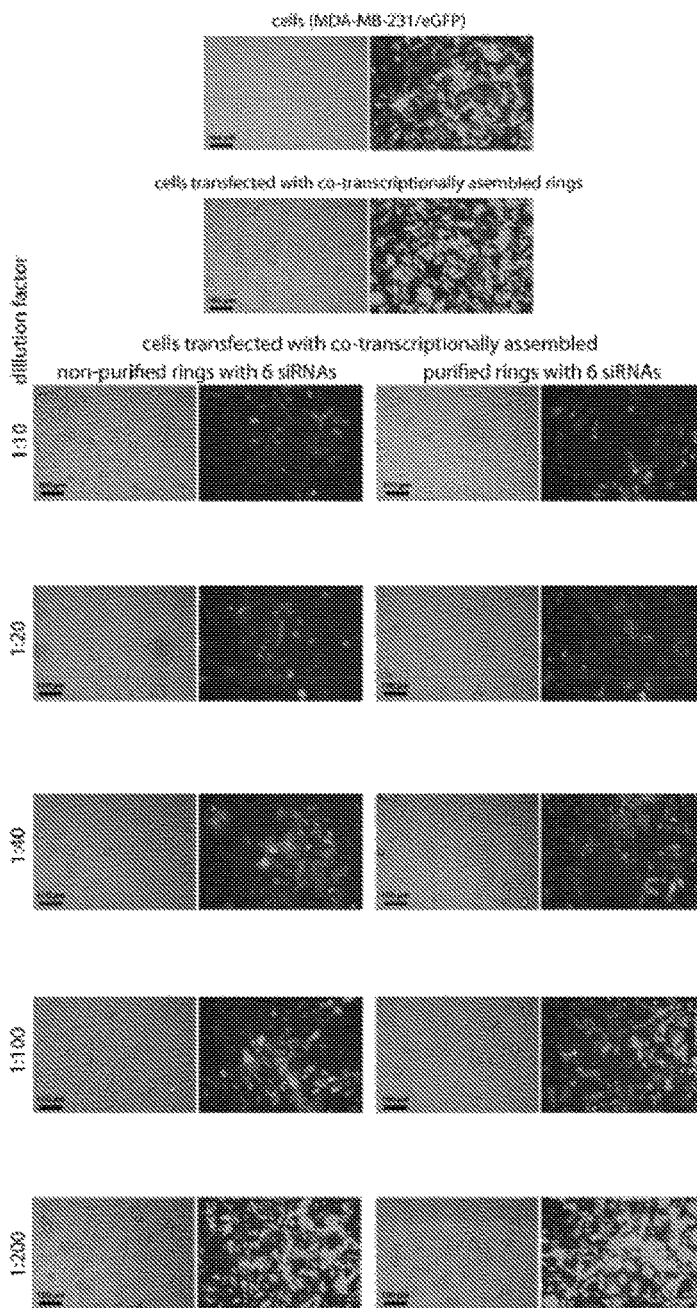 cells (MDA-MB-231/eGFP)
cells transfected with co-transcriptionally asembled rings
dillution factor
cells transfected with co-transcriptionally assembled
non-purified rings with 6 siRNAs
purified rings with 6 siRNAs
1:10
1:20
1:40
1:100
1:200